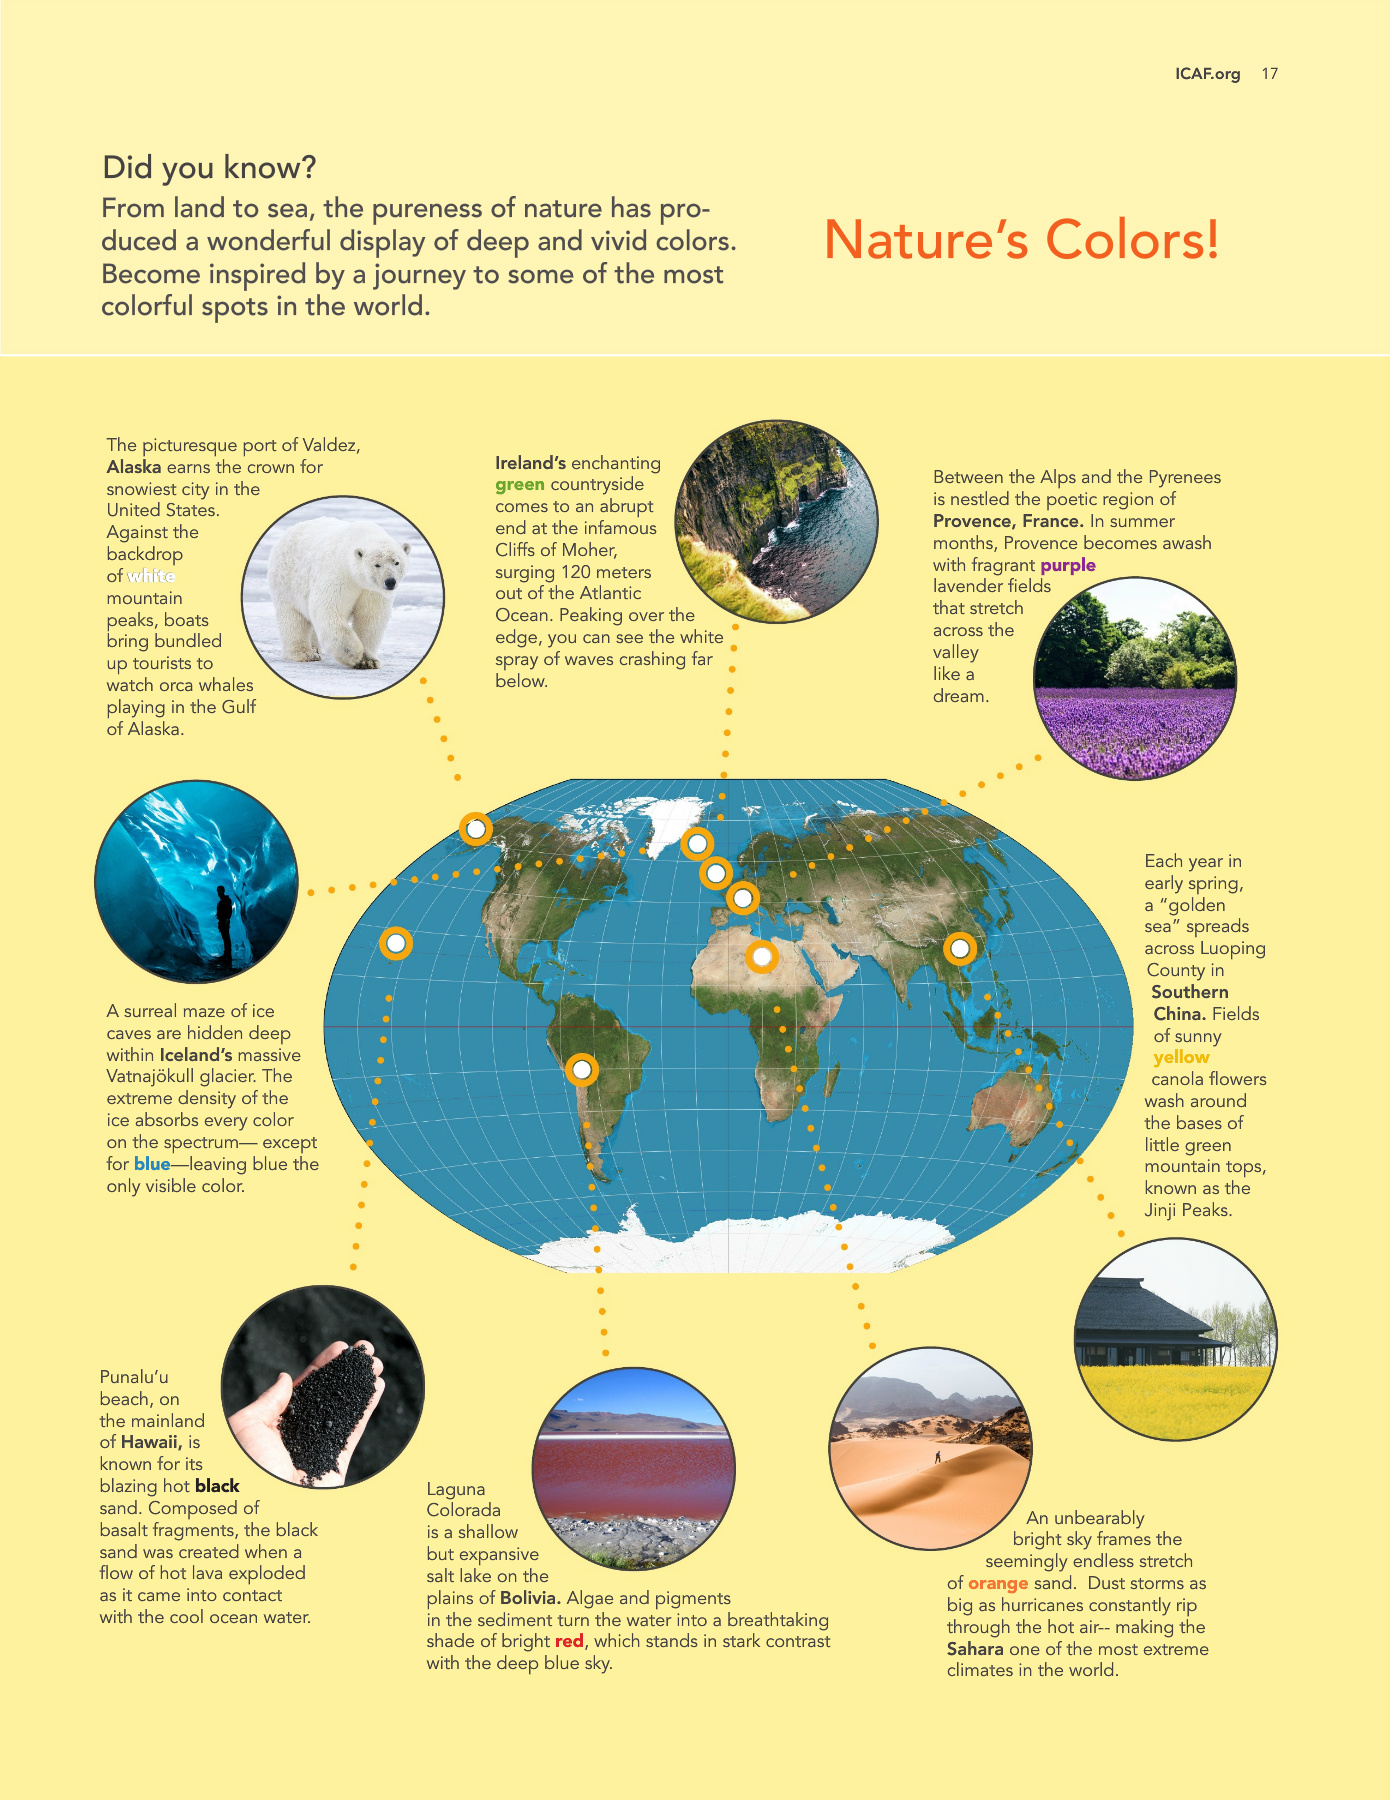 ICAF.org 17
Did you know?
From land to sea, the pureness of nature has pro-
duced a wonderful display of deep and vivid colors.
Become inspired by a journey to some of the most
colorful spots in the world.
Nature's Colors!
The picturesque port of Valdez,
Alaska earns the crown for
snowiest city in the
United States.
Against the
backdrop
of white
mountain
peaks, boats
bring bundled
up tourists to
watch orca whales
playing in the Gulf
of Alaska.
Ireland's enchanting
green countryside
comes to an abrupt
end at the infamous
Cliffs of Moher,
surging 120 meters
out of the Atlantic
Ocean. Peaking over the
edge, you can see the white
spray of waves crashing far
below.
Between the Alps and the Pyrenees
is nestled the poetic region of
Provence, France. In summer
months, Provence becomes awash
with fragrant purple
lavender fields
that stretch
across the
valley
like a
dream.
A surreal maze of ice
caves are hidden deep
within Iceland's massive
Vatnajökull glacier. The
extreme density of the
ice absorbs every color
on the spectrum— except
for blue—leaving blue the
only visible color.
Each year in
early spring,
a "golden
sea" spreads
across Luoping
County in
Southern
China. Fields
of sunny
yellow
canola flowers
wash around
the bases of
little green
mountain tops,
known as the
Jinji Peaks.
Punalu'u
beach, on
the mainland
of Hawaii, is
known for its
blazing hot black
sand. Composed of
basalt fragments, the black
sand was created when a
flow of hot lava exploded
as it came into contact
with the cool ocean water.
Laguna
Colorada
is a shallow
but expansive
salt lake on the
plains of Bolivia. Algae and pigments
in the sediment turn the water into a breathtaking
shade of bright red, which stands in stark contrast
with the deep blue sky.
An unbearably
bright sky frames the
seemingly endless stretch
of orange sand. Dust storms as
big as hurricanes constantly rip
through the hot air-- making the
Sahara one of the most extreme
climates in the world.